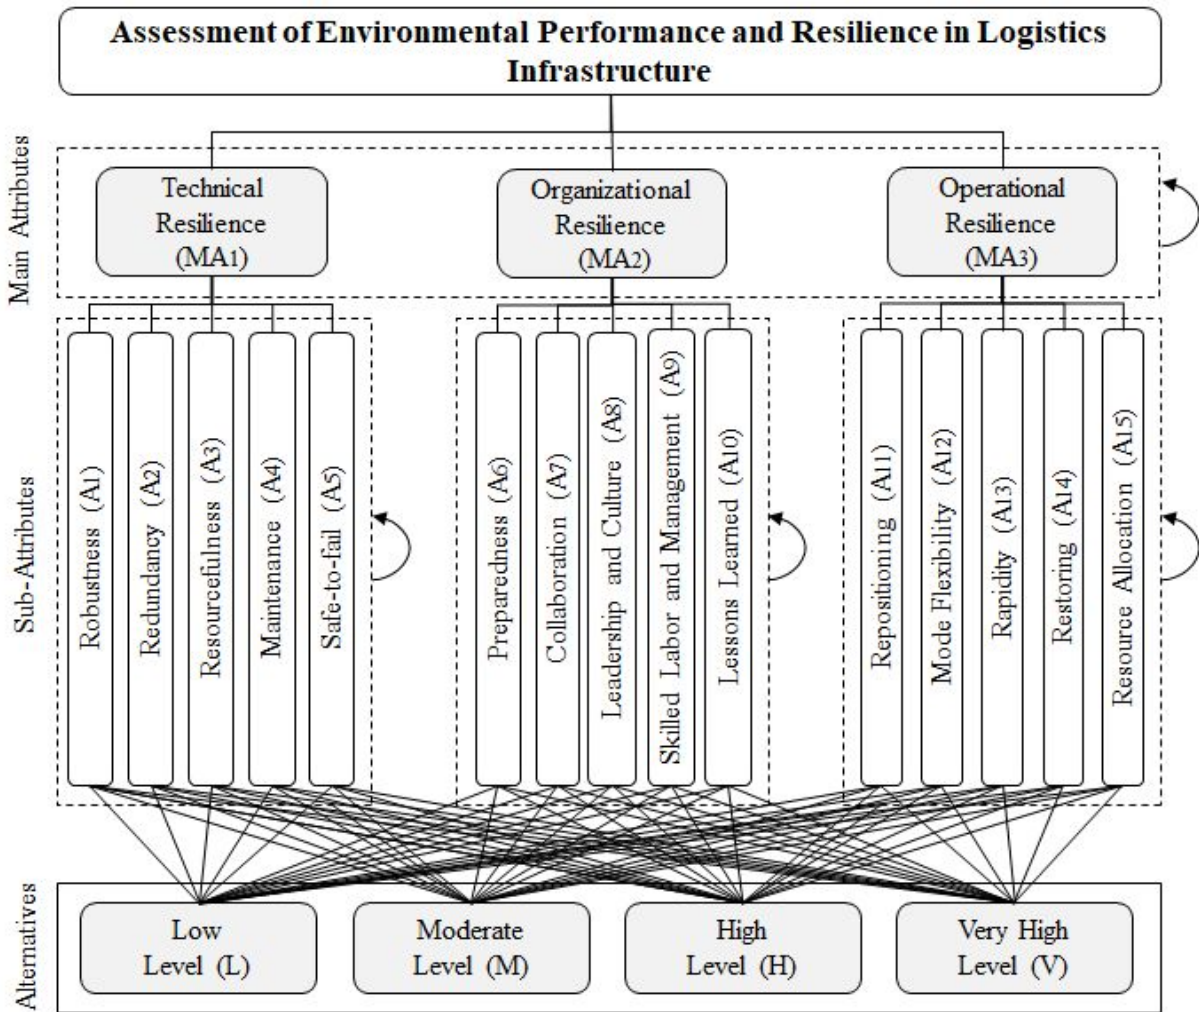 Assessment of Environmental Performance and Resilience in Logistics
Infrastructure
Main Attributes
Technical
Resilience
(MA1)
Organizational
Resilience
(MA2)
Operational
Resilience
(MA3)
Sub-Attributes
Robustness (A1)
Redundancy (A2)
Resourcefulness (A3)
Maintenance (A4)
Safe-to-fail (A5)
Preparedness (A6)
Collaboration (A7)
Leadership and Culture (A8)
Skilled Labor and Management (A9)
Lessons Learned (A10)
Repositioning (A11)
Mode Flexibility (A12)
Rapidity (A13)
Restoring (A14)
Resource Allocation (A15)
Alternatives
Low
Level (L)
Moderate
Level (M)
High
Level (H)
Very High
Level (V)